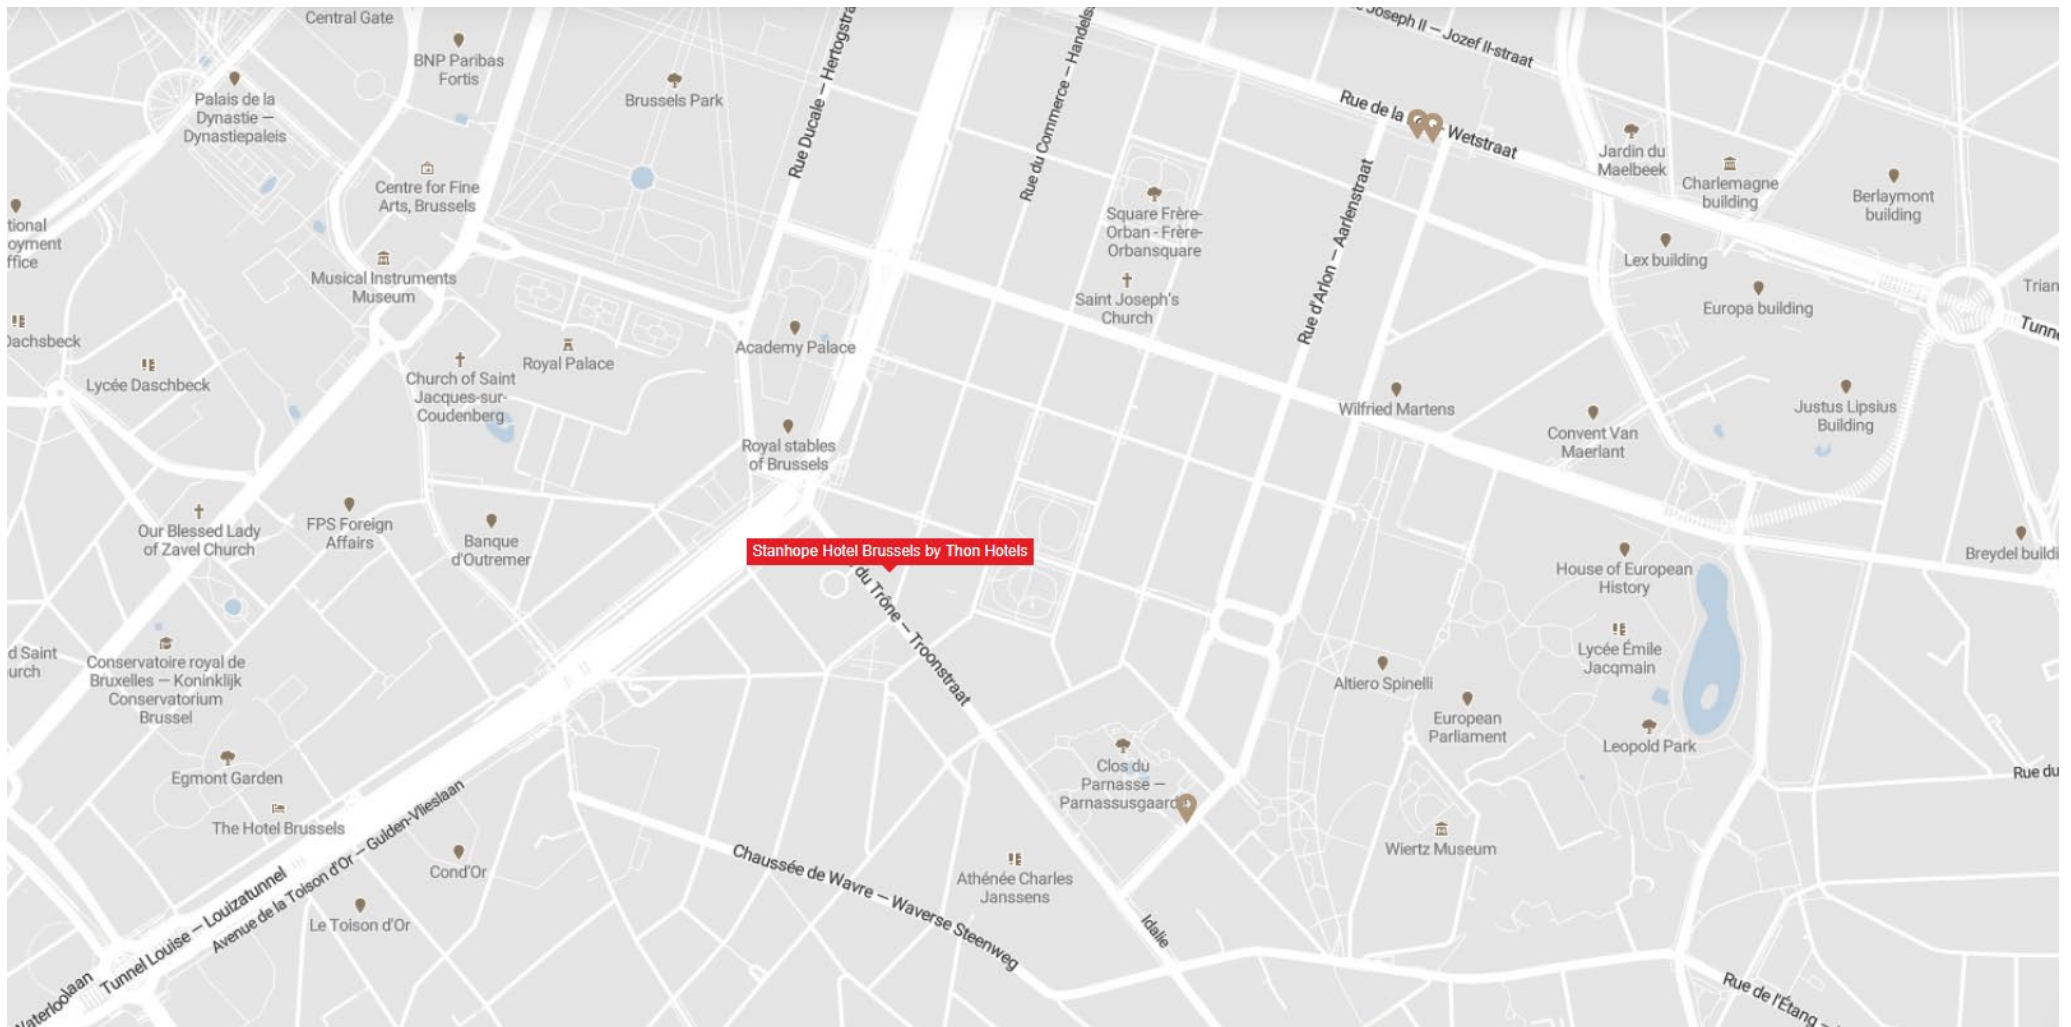 Central Gate
BNP Paribas
Fortis
Palais de la
Dynastie —
Dynastiepaleis
Brussels Park
Rue Ducale — Hertogstra
Rue du Commerce — Handels
Joseph II — Jozef II-straat
Rue de la
Wetstraat
Jardin du
Maelbeek
Charlemagne
building
Berlaymont
building
Centre for Fine
Arts, Brussels
Square Frère-
Orban - Frère-
Orbansquare
Rue d'Arlon — Aarlenstraat
tional
oyment
ffice
Lex building
Musical Instruments
Museum
Saint Joseph's
Church
Europa building
Trian
Tunne
Dachsbeck
Academy Palace
Royal Palace
Lycée Daschbeck
Church of Saint
Jacques-sur-
Coudenberg
Wilfried Martens
Justus Lipsius
Building
Convent Van
Maerlant
Royal stables
of Brussels
Our Blessed Lady
of Zavel Church
FPS Foreign
Affairs
Banque
d'Outremer
Stanhope Hotel Brussels by Thon Hotels
du Trône — Troonstraat
House of European
History
Breydel buildi
Lycée Émile
Jacqmain
d Saint
urch
Conservatoire royal de
Bruxelles — Koninklijk
Conservatorium
Brussel
Altiero Spinelli
European
Parliament
Leopold Park
Egmont Garden
Clos du
Parnasse —
Parnassusgaard
Rue du
The Hotel Brussels
Wiertz Museum
Cond'Or
Chaussée de Wavre — Waverse Steenweg
Athénée Charles
Janssens
Le Toison d'Or
Avenue de la Toison d'Or — Gulden-Vlieslaan
Tunnel Louise — Louizatunnel
Idalie
Waterloolaan
Rue de l'Étang —